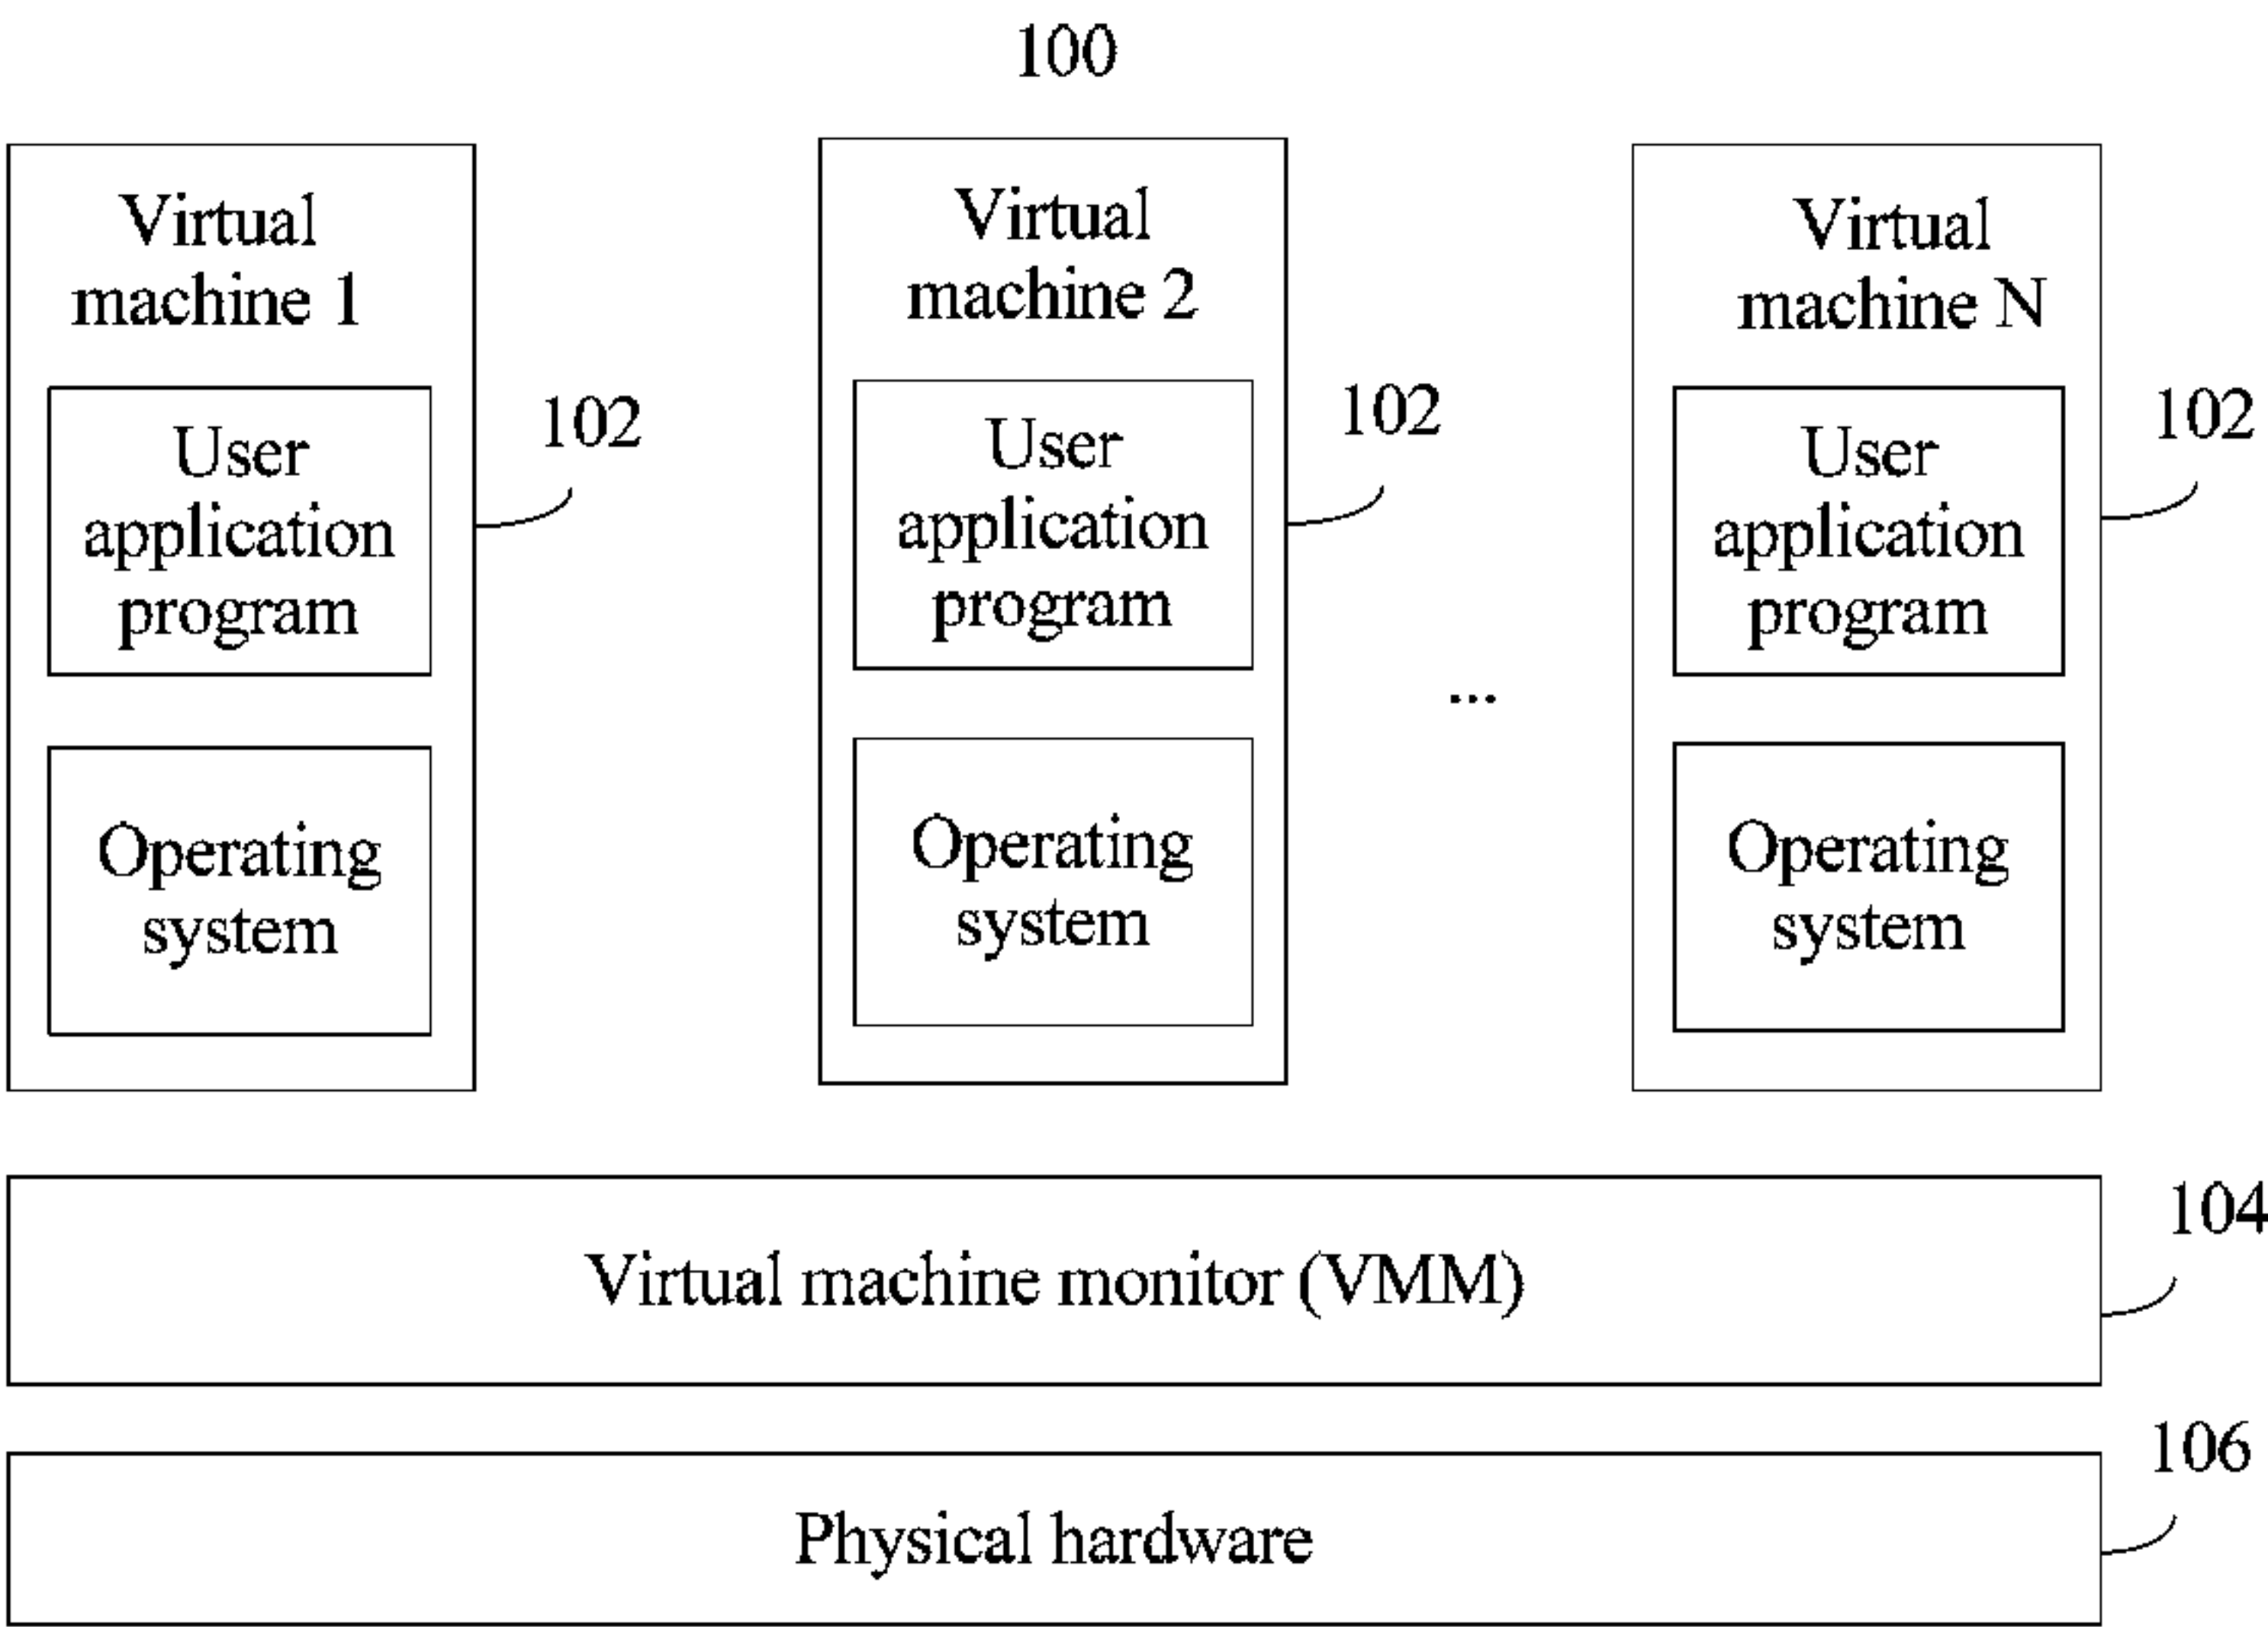 100
Virtual
machine 1
User
application
program
102
Operating
system
Virtual
machine 2
User
application
program
102
Operating
system
...
Virtual
machine N
User
application
program
102
Operating
system
Virtual machine monitor (VMM)
104
Physical hardware
106